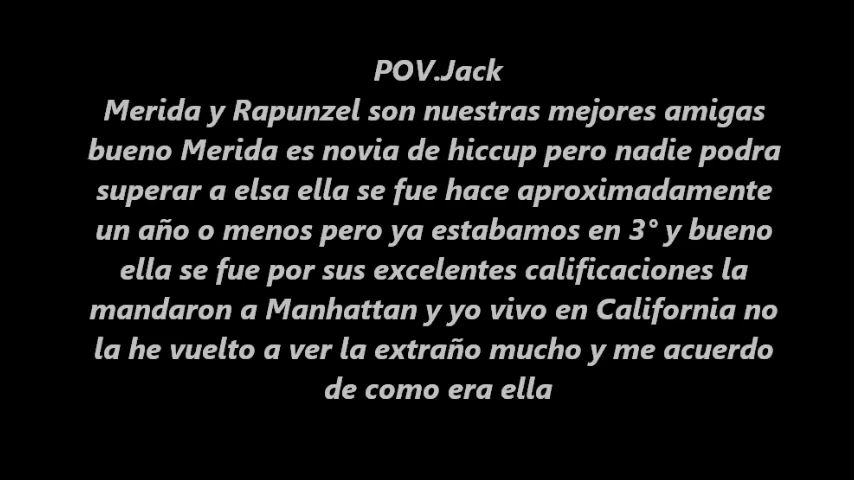 POV.Jack
Merida y Rapunzel son nuestras mejores amigas
bueno Merida es novia de hiccup pero nadie podra
superar a elsa ella se fue hace aproximadamente
un año o menos pero ya estabamos en 3° y bueno
ella se fue por sus excelentes calificaciones la
mandaron a Manhattan y yo vivo en California no
la he vuelto a ver la extraño mucho y me acuerdo
de como era ella